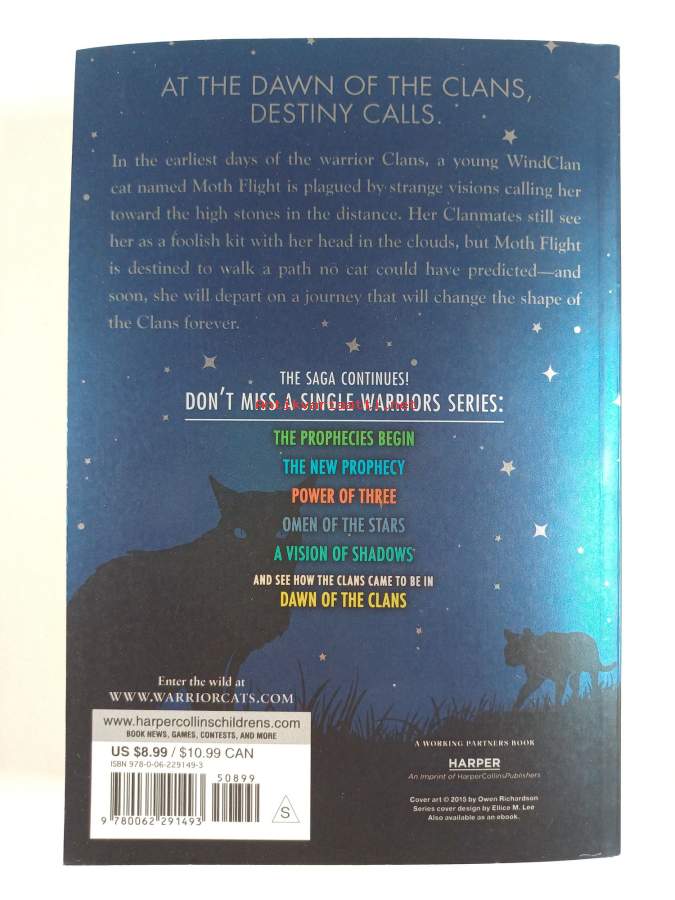 AT THE DAWN OF THE CLANS,
DESTINY CALLS.
In the earliest days of the warrior Clans, a young WindClan
cat named Moth Flight is plagued by strange visions calling her
toward the high stones in the distance. Her Clanmates still see
her as a foolish kit with her head in the clouds, but Moth Flight
is destined to walk a path no cat could have predicted—and
soon, she will depart on a journey that will change the shape of
the Clans forever.
THE SAGA CONTINUES!
DON'T MISS A SINGLE WARRIORS SERIES:
THE PROPHECIES BEGIN
THE NEW PROPHECY
POWER OF THREE
OMEN OF THE STARS
A VISION OF SHADOWS
AND SEE HOW THE CLANS CAME TO BE IN
DAWN OF THE CLANS
Enter the wild at
WWW.WARRIORCATS.COM
www.harpercollinschildrens.com
BOOK NEWS, GAMES, CONTESTS, AND MORE
US $8.99 / $10.99 CAN
ISBN 978-0-06-229149-3
50899
9 780062 291493
S
A WORKING PARTNERS BOOK
HARPER
An Imprint of HarperCollinsPublishers
Cover art © 2015 by Owen Richardson
Series cover design by Ellice M. Lee
Also available as an ebook.